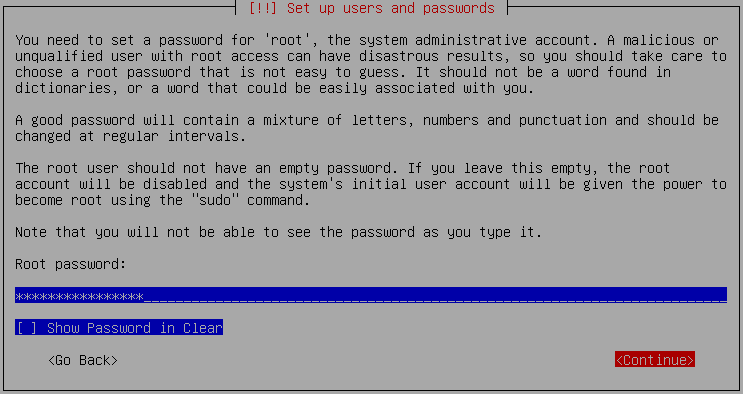 [!!] Set up users and passwords
You need to set a password for 'root', the system administrative account. A malicious or
unqualified user with root access can have disastrous results, so you should take care to
choose a root password that is not easy to guess. It should not be a word found in
dictionaries, or a word that could be easily associated with you.
A good password will contain a mixture of letters, numbers and punctuation and should be
changed at regular intervals.
The root user should not have an empty password. If you leave this empty, the root
account will be disabled and the system's initial user account will be given the power to
become root using the "sudo" command.
Note that you will not be able to see the password as you type it.
Root password:
****************
[ ] Show Password in Clear
<Go Back> <Continue>